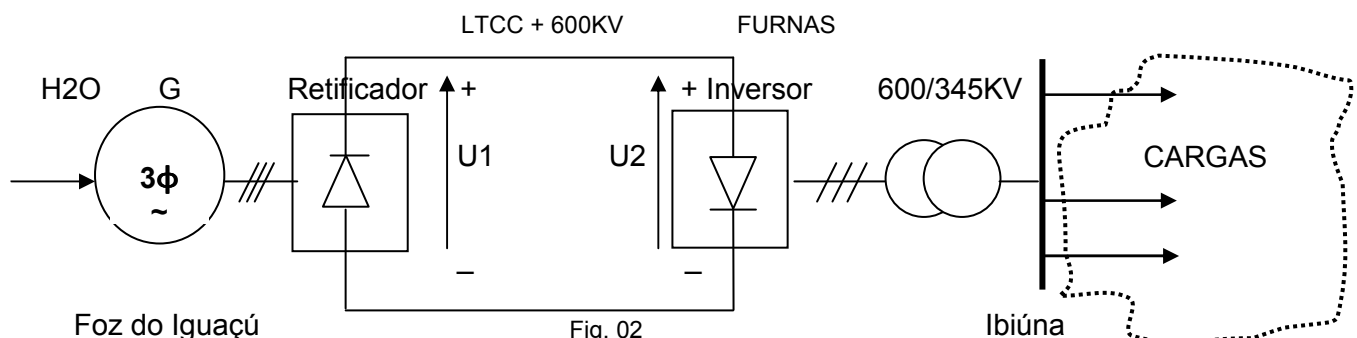 LTCC + 600KV FURNAS
H2O G Retificador + + Inversor 600/345KV
U1 U2 CARGAS
3ϕ
~
– –
Foz do Iguaçú Fig. 02 Ibiúna